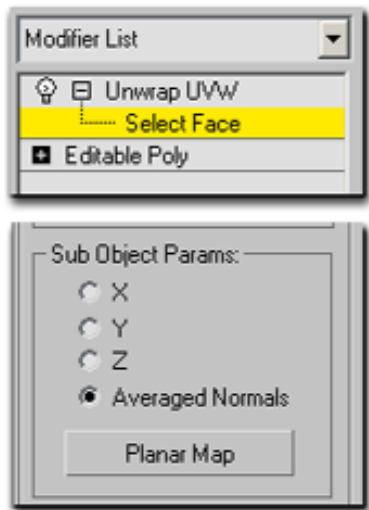 Modifier List
Unwrap UVW
Select Face
Editable Poly
Sub Object Params:
X
Y
Z
Averaged Normals
Planar Map